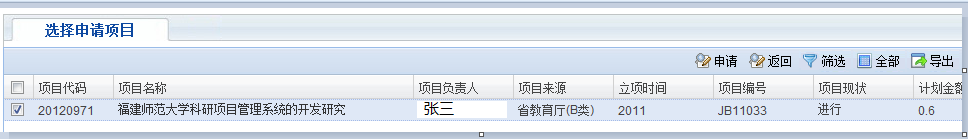 选择申请项目
申请 返回 筛选 全部 导出
项目代码 项目名称 项目负责人 项目来源 立项时间 项目编号 项目现状 计划金额
20120971 福建师范大学科研项目管理系统的开发研究 张三 省教育厅(B类) 2011 JB11033 进行 0.6